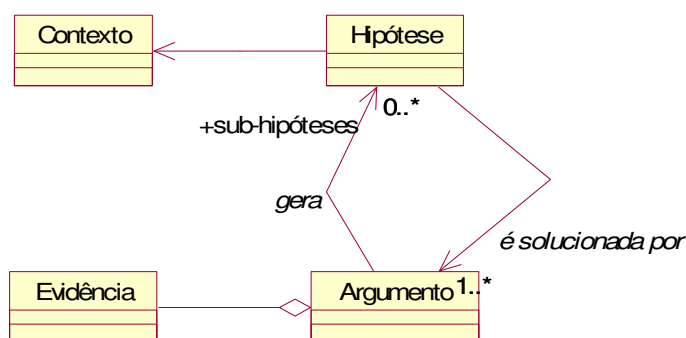 Contexto
Hipótese
0..*
+sub-hipóteses
gera
é solucionada por
Evidência
Argumento
1..*